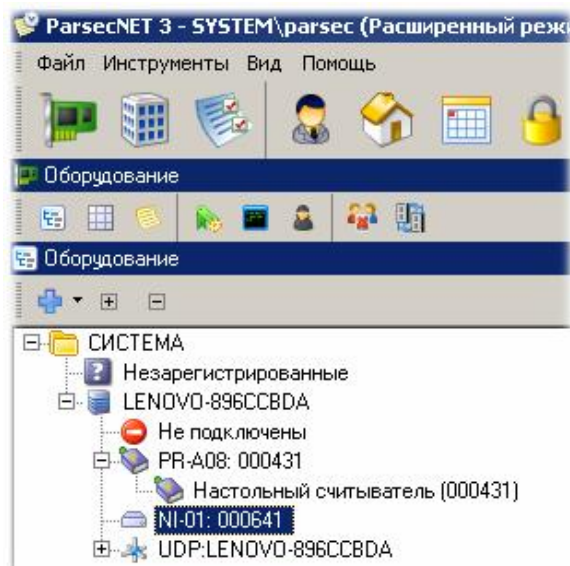 ParsecNET 3 - SYSTEM\parsec (Расширенный реж
Файл Инструменты Вид Помощь
Оборудование
Оборудование
СИСТЕМА
Незарегистрированные
LENOVO-896CCBDA
Не подключены
PR-A08: 000431
Настольный считыватель (000431)
NI-01: 000641
UDP:LENOVO-896CCBDA